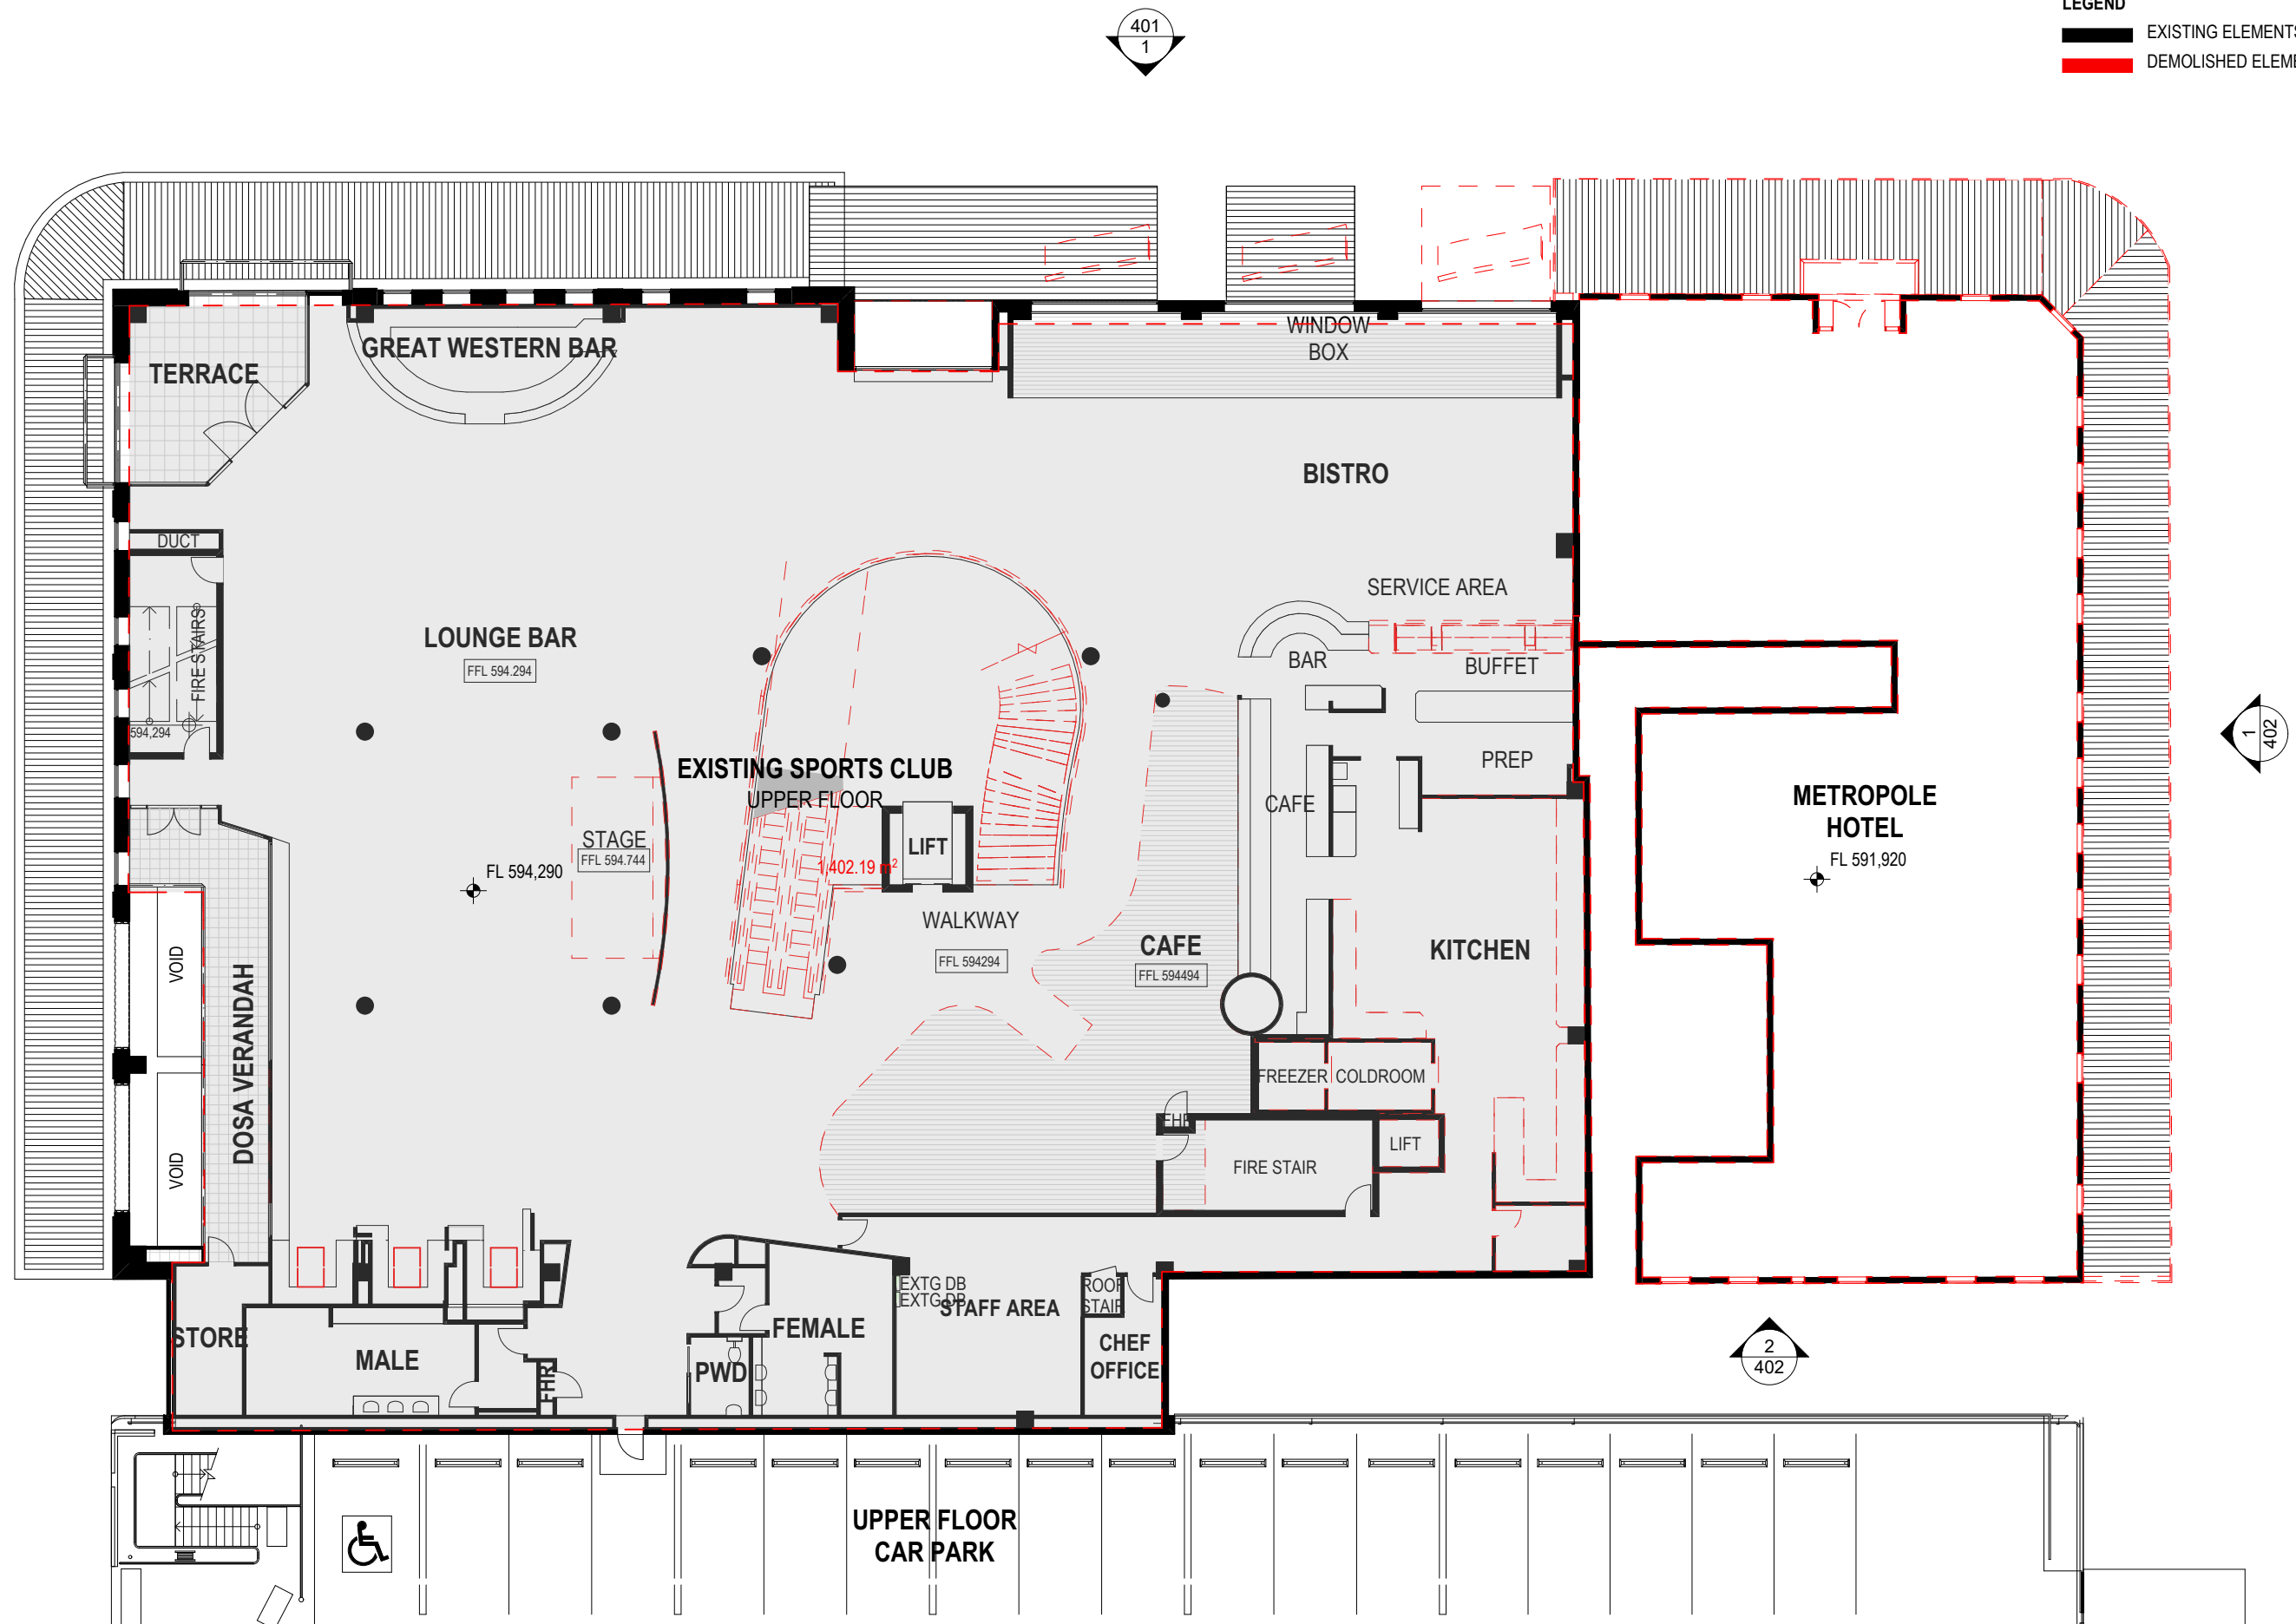 401
1
LEGEND
EXISTING ELEMENTS
DEMOLISHED ELEME
WINDOW
BOX
GREAT WESTERN BAR
TERRACE
BISTRO
DUCT
SERVICE AREA
FIRE STAIRS
LOUNGE BAR
FFL 594.294
BAR
BUFFET
594,294
1
402
EXISTING SPORTS CLUB
UPPER FLOOR
PREP
CAFE
METROPOLE
HOTEL
FL 591,920
STAGE
FFL 594.744
LIFT
1,402.19 m²
FL 594,290
WALKWAY
FFL 594294
CAFE
FFL 594494
KITCHEN
VOID
DOSA VERANDAH
VOID
FREEZER
COLDROOM
FHR
LIFT
FIRE STAIR
EXTG DB
EXTG DB
STAFF AREA
ROOF
STAIR
STORE
MALE
FHR
PWD
FEMALE
CHEF
OFFICE
2
402
UPPER FLOOR
CAR PARK